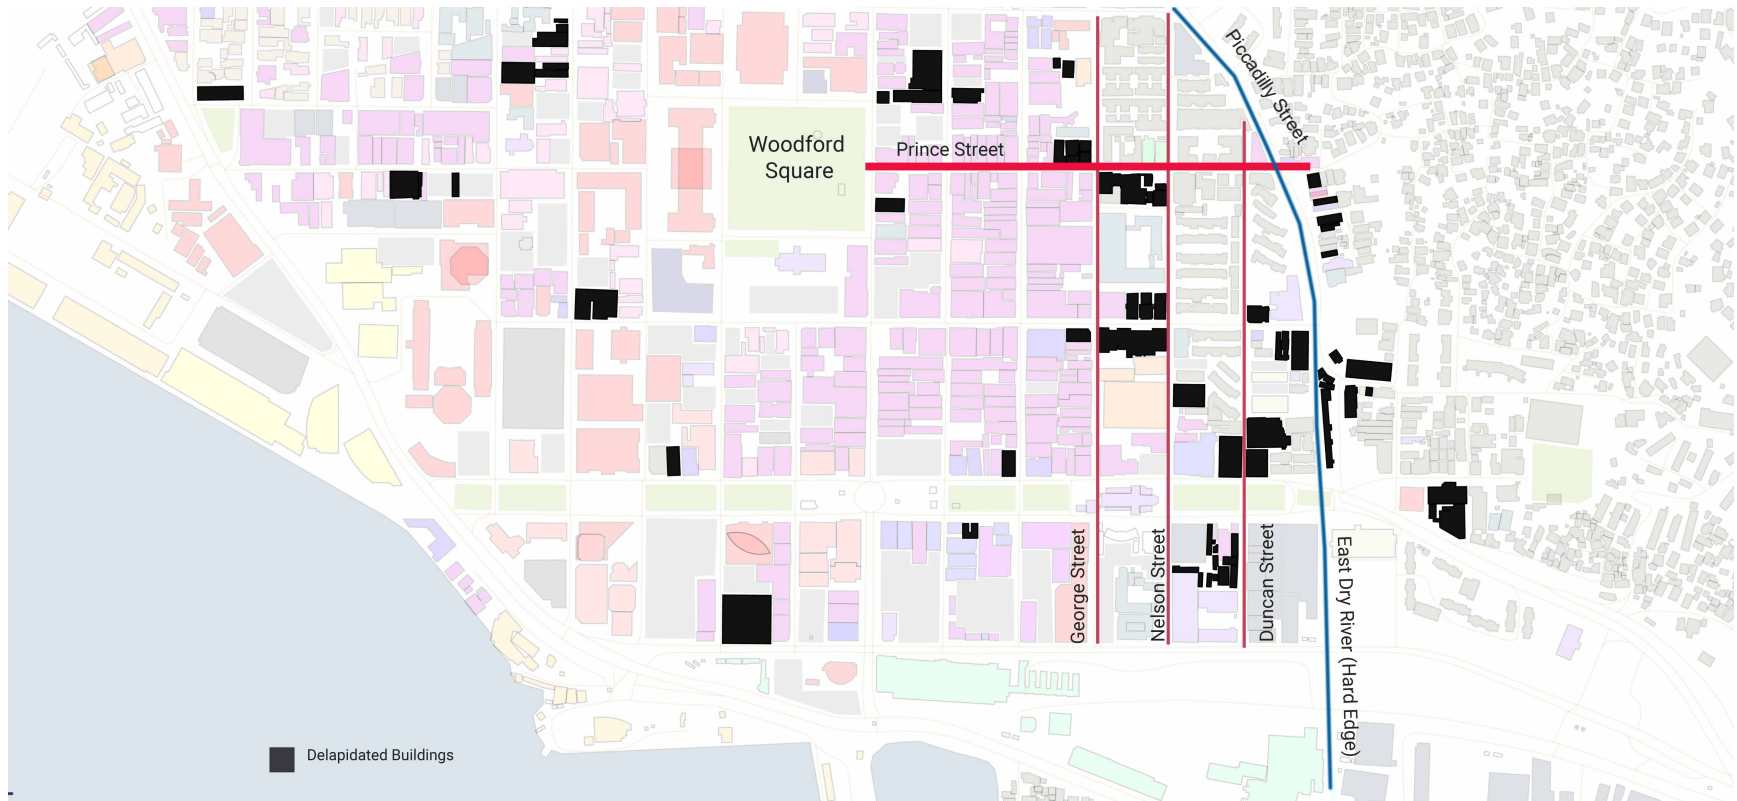 Piccadilly Street
Woodford
Square
Prince Street
George Street
Nelson Street
Duncan Street
East Dry River (Hard Edge)
Delapidated Buildings